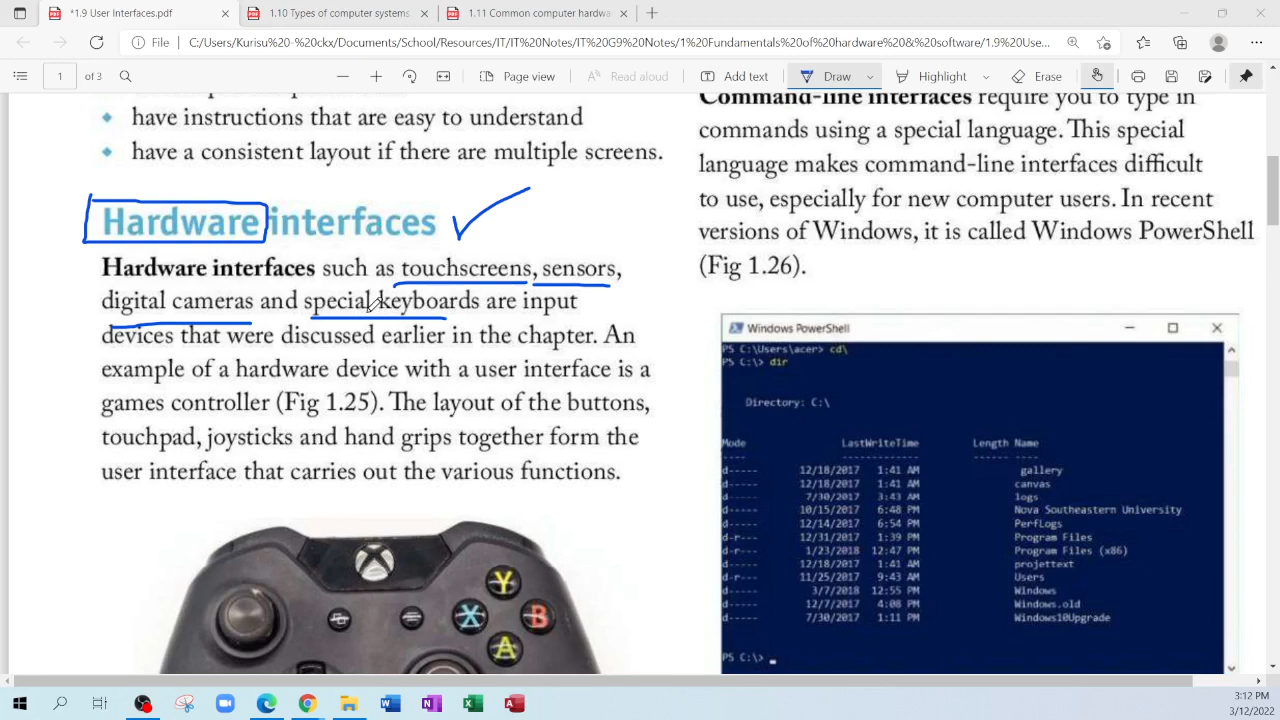 *1.9 User Interfaces.pdf
1.10 Types of computer systems
1.11 Common computer hardwa
File
C:/Users/Kurisu%20-%20ckx/Documents/School/Resources/IT/IT%20G9%20Notes/1%20Fundamentals%20of%20hardware%20&%20software/1.9%20Use...
1 of 3
Page view
Read aloud
Add text
Draw
Highlight
Erase
have instructions that are easy to understand
have a consistent layout if there are multiple screens.
Hardware interfaces
Hardware interfaces such as touchscreens, sensors,
digital cameras and special keyboards are input
devices that were discussed earlier in the chapter. An
example of a hardware device with a user interface is a
games controller (Fig 1.25). The layout of the buttons,
touchpad, joysticks and hand grips together form the
user interface that carries out the various functions.
Y
X
B
A
Command-line interfaces require you to type in
commands using a special language. This special
language makes command-line interfaces difficult
to use, especially for new computer users. In recent
versions of Windows, it is called Windows PowerShell
(Fig 1.26).
Windows PowerShell
PS C:\Users\acer> cd\
PS C:\> dir
Directory: C:\
Mode LastWriteTime Length Name
---- ------------- ------ ----
d----- 12/18/2017 1:41 AM gallery
d----- 12/18/2017 1:41 AM canvas
d----- 7/30/2017 3:43 AM logs
d----- 10/15/2017 6:48 PM Nova Southeastern University
d----- 12/14/2017 6:54 PM PerfLogs
d-r--- 12/31/2017 1:39 PM Program Files
d-r--- 1/23/2018 12:47 PM Program Files (x86)
d----- 12/18/2017 1:41 AM projettext
d-r--- 11/25/2017 9:43 AM Users
d----- 3/7/2018 12:55 PM Windows
d----- 12/7/2017 4:08 PM Windows.old
d----- 7/30/2017 1:11 PM Windows10Upgrade
PS C:\>
3:12 PM
3/12/2022